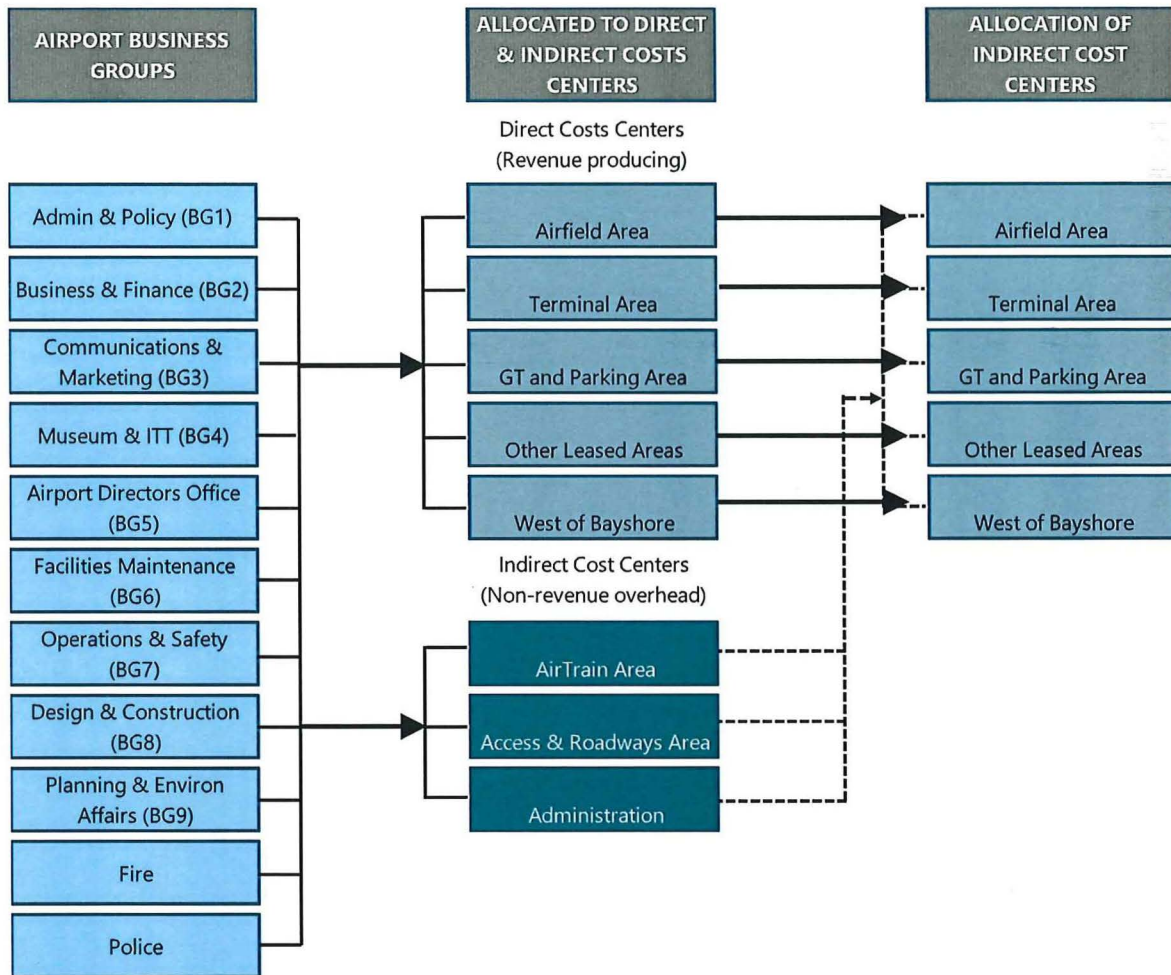 AIRPORT BUSINESS
GROUPS
ALLOCATED TO DIRECT
& INDIRECT COSTS
CENTERS
ALLOCATION OF
INDIRECT COST
CENTERS
Direct Costs Centers
(Revenue producing)
Admin & Policy (BG1)
Business & Finance (BG2)
Communications &
Marketing (BG3)
Museum & ITT (BG4)
Airport Directors Office
(BG5)
Facilities Maintenance
(BG6)
Operations & Safety
(BG7)
Design & Construction
(BG8)
Planning & Environ
Affairs (BG9)
Fire
Police
Airfield Area
Terminal Area
GT and Parking Area
Other Leased Areas
West of Bayshore
Indirect Cost Centers
(Non-revenue overhead)
AirTrain Area
Access & Roadways Area
Administration
Airfield Area
Terminal Area
GT and Parking Area
Other Leased Areas
West of Bayshore